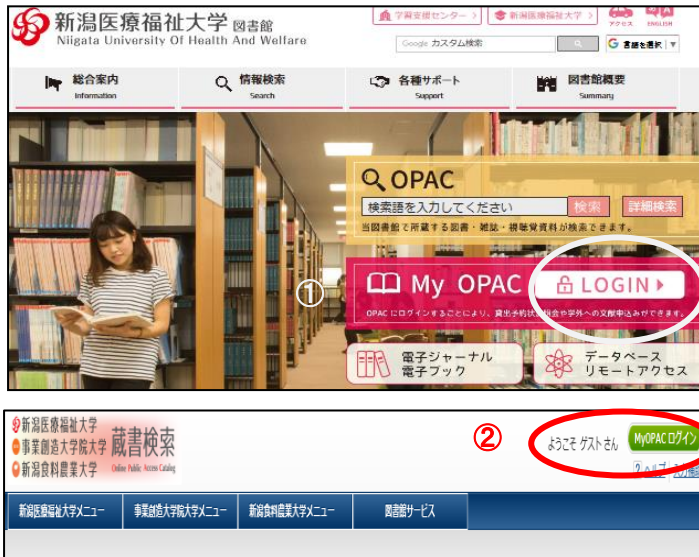 新潟医療福祉大学 図書館
Niigata University Of Health And Welfare
学習支援センター >
新潟医療福祉大学 >
アクセス
ENGLISH
Google カスタム検索
G 言語を選択 ▼
総合案内
Information
情報検索
Search
各種サポート
Support
図書館概要
Summary
OPAC
検索語を入力してください
検索
詳細検索
当図書館で所蔵する図書・雑誌・視聴覚資料が検索できます。
①
My OPAC
LOGIN
OPACにログインすることにより、貸出予約状況照会や学外への文献申込みができます。
電子ジャーナル
電子ブック
データベース
リモートアクセス
新潟医療福祉大学
事業創造大学院大学
新潟食料農業大学
蔵書検索
Online Public Access Catalog
②
ようこそ ゲストさん
MyOPACログイン
? ヘルプ
新潟医療福祉大学メニュー
事業創造大学院大学メニュー
新潟食料農業大学メニュー
図書館サービス